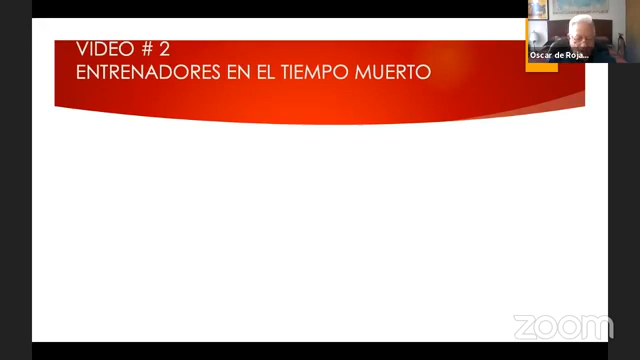 VIDEO # 2
ENTRENADORES EN EL TIEMPO MUERTO
Oscar de Roja...
zoom